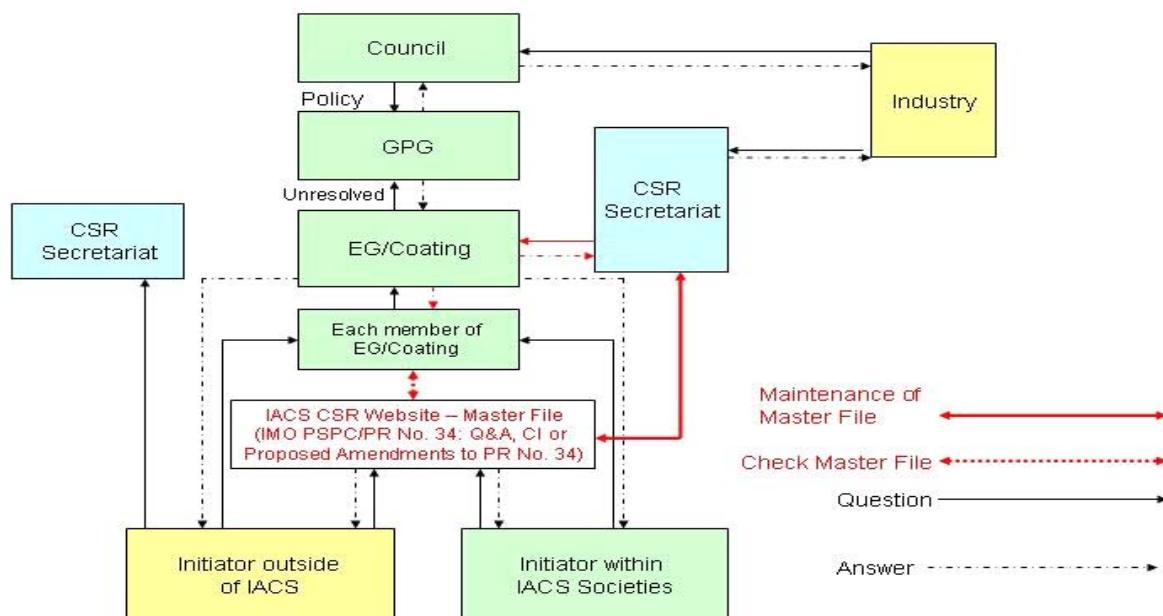 Council
Industry
Policy
GPG
CSR
Secretariat
Unresolved
CSR
Secretariat
EG/Coating
Each member of
EG/Coating
IACS CSR Website – Master File
(IMO PSPC/PR No. 34: Q&A, CI or
Proposed Amendments to PR No. 34)
Maintenance of
Master File
Check Master File
Question
Answer
Initiator outside
of IACS
Initiator within
IACS Societies